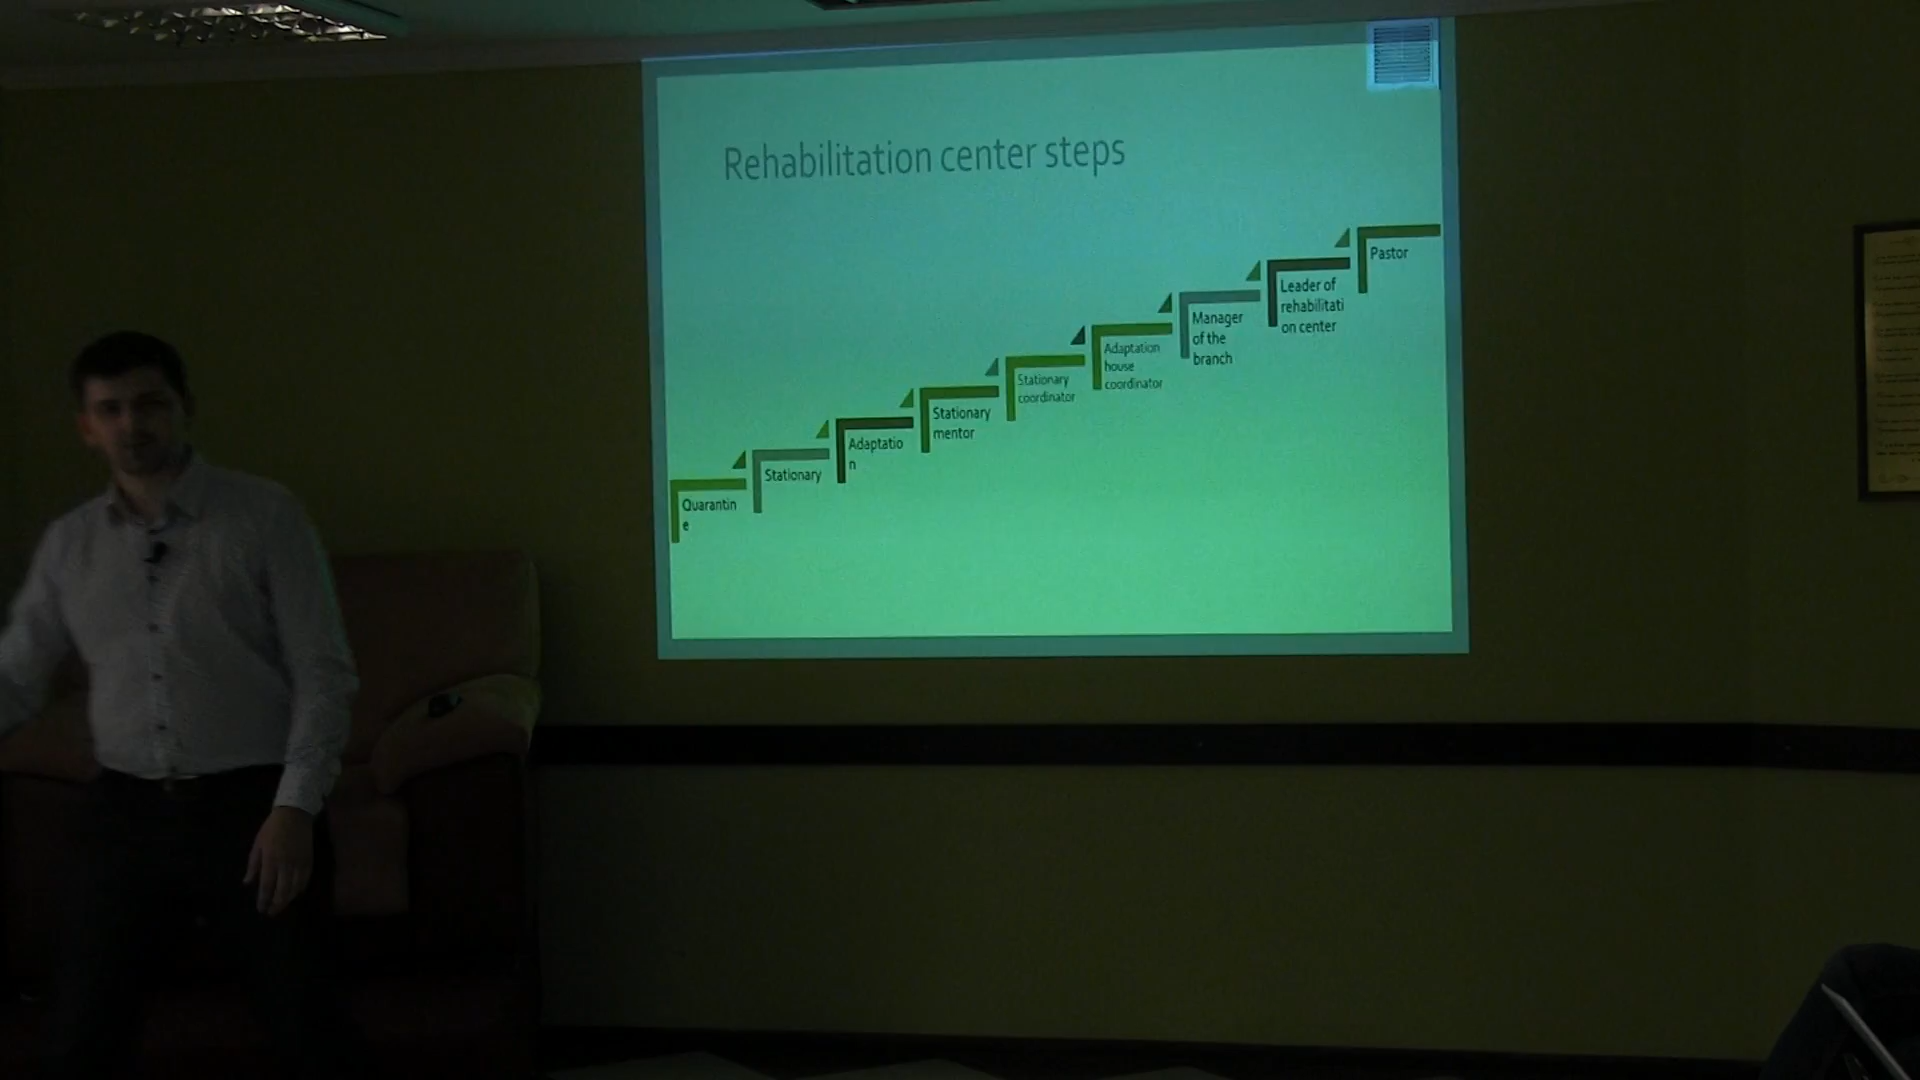 Rehabilitation center steps
Quarantin
e
Stationary
Adaptatio
n
Stationary
mentor
Stationary
coordinator
Adaptation
house
coordinator
Manager
of the
branch
Leader of
rehabilitati
on center
Pastor